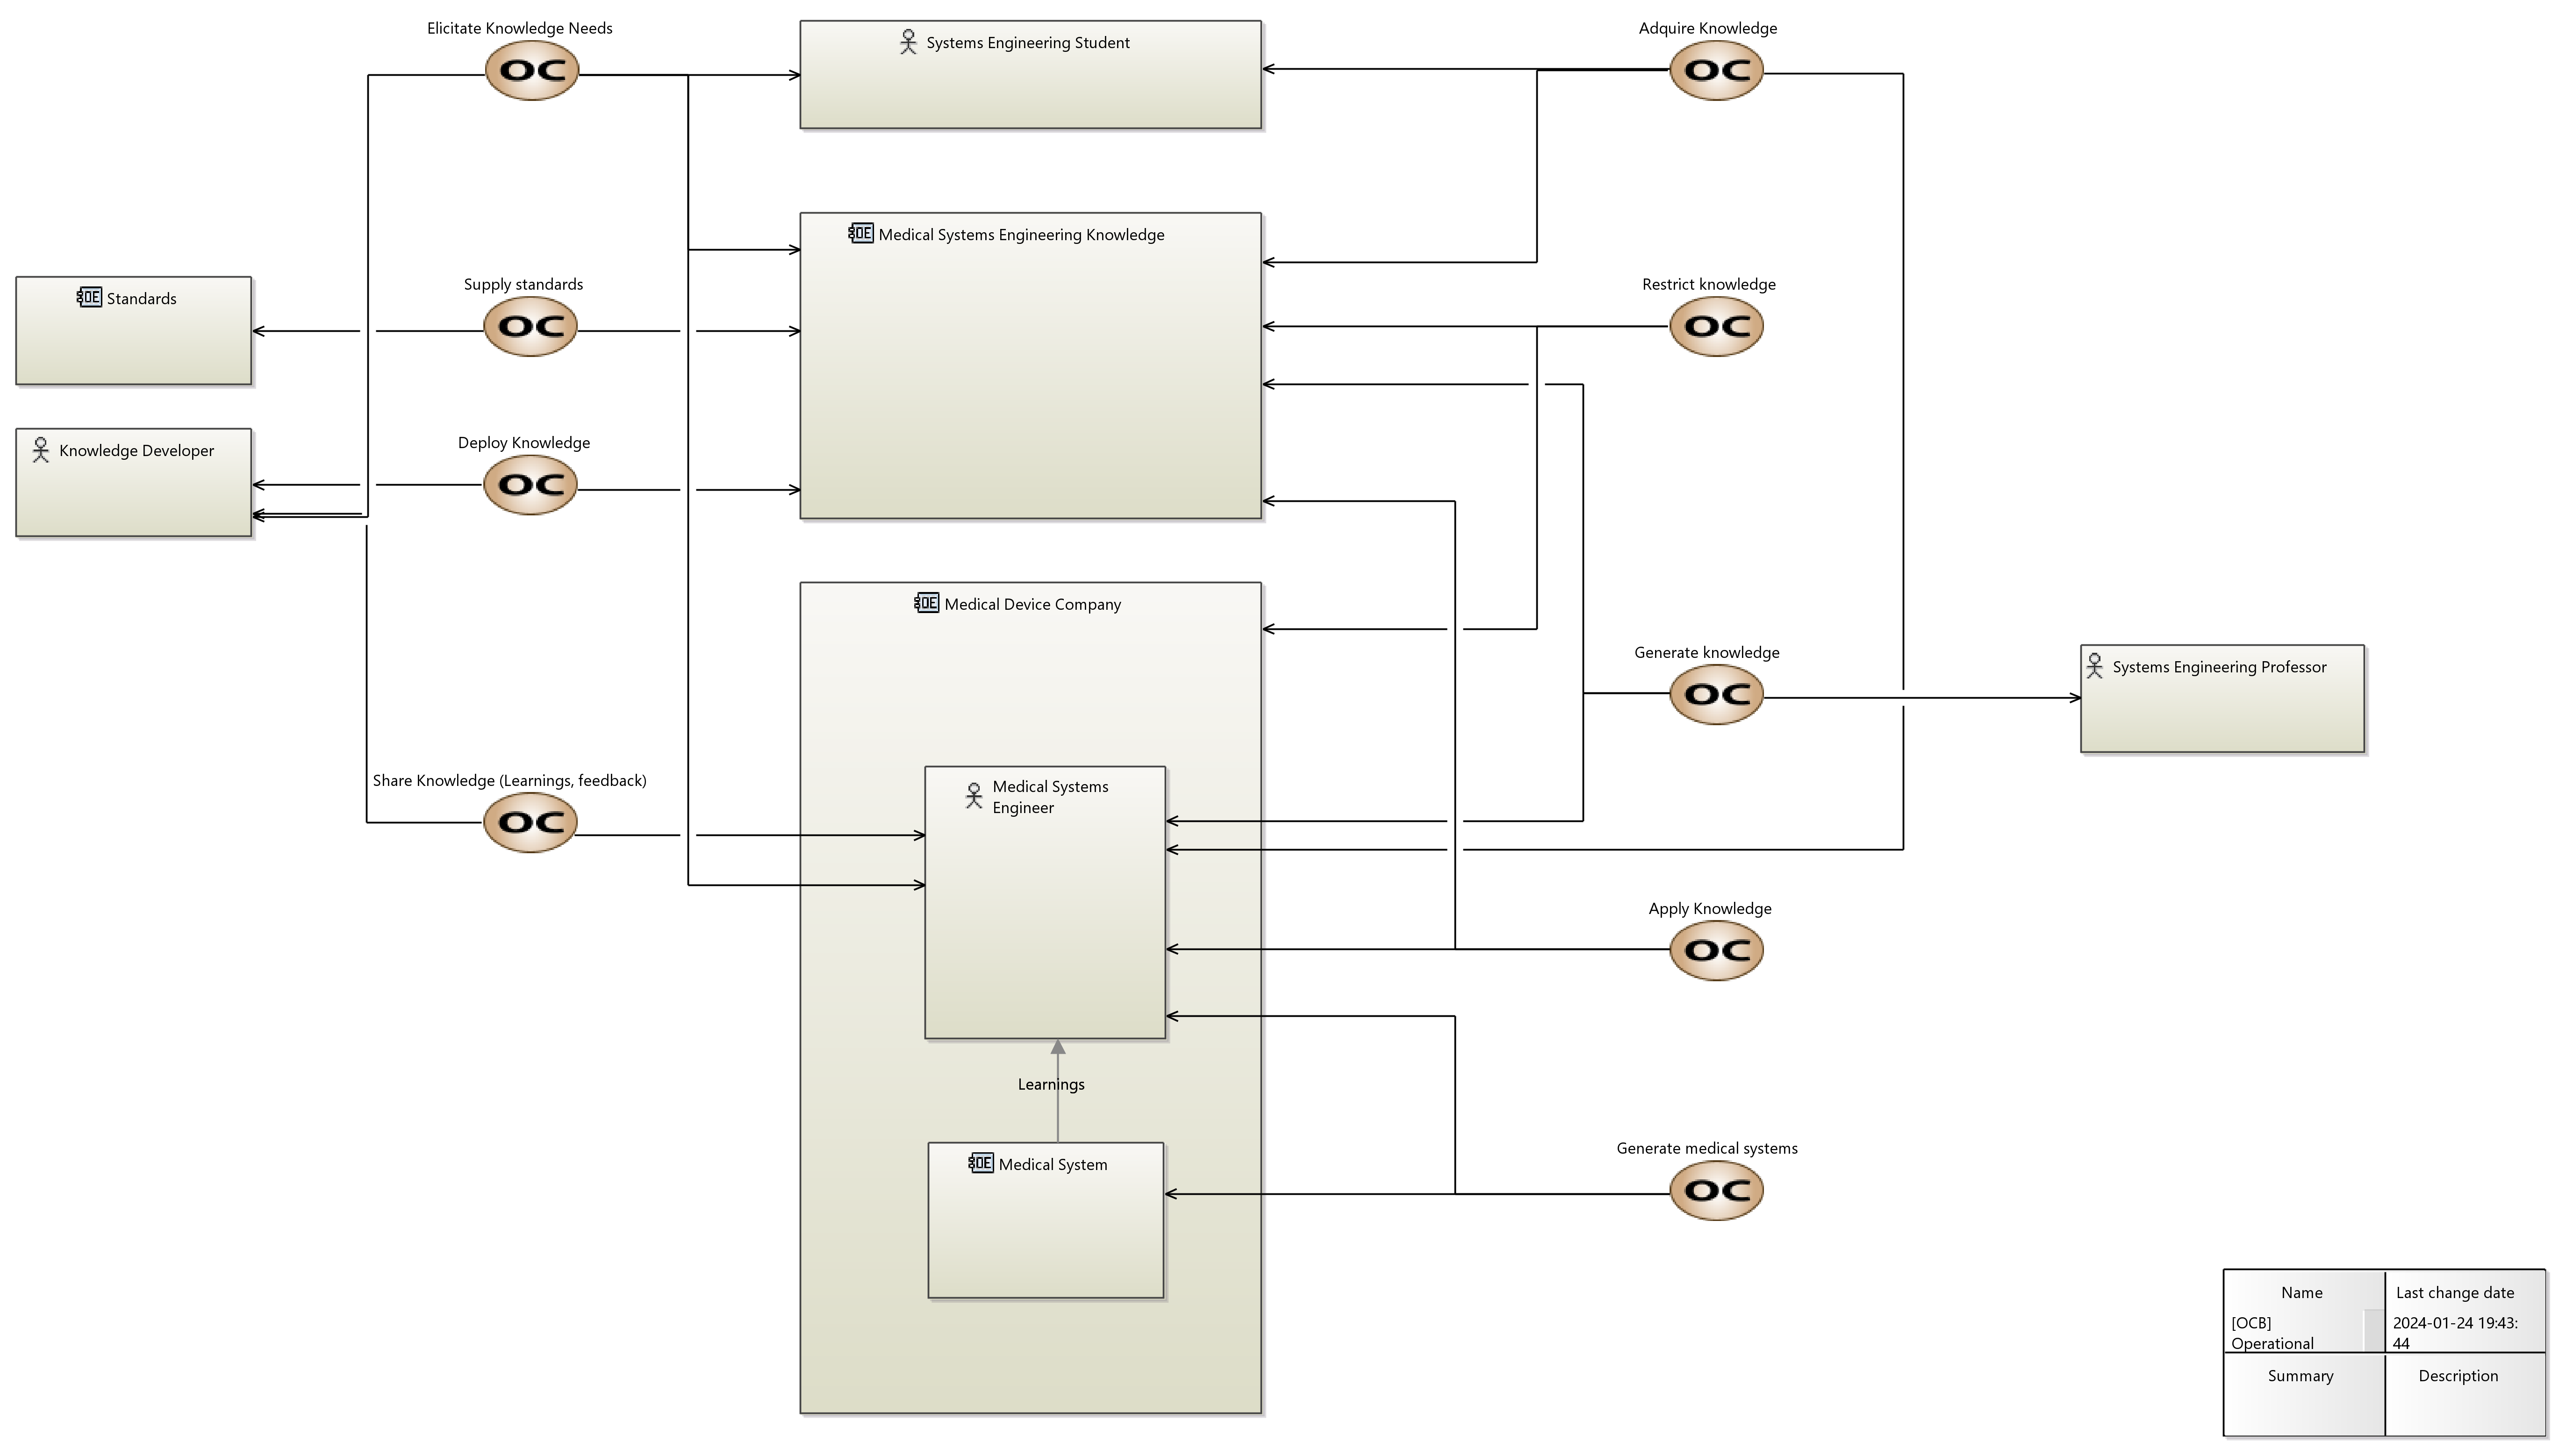 Elicitate Knowledge Needs
OC
Systems Engineering Student
Adquire Knowledge
OC
OE Medical Systems Engineering Knowledge
OE Standards
Supply standards
OC
Restrict knowledge
OC
Knowledge Developer
Deploy Knowledge
OC
OE Medical Device Company
Generate knowledge
OC
Systems Engineering Professor
Share Knowledge (Learnings, feedback)
OC
Medical Systems
Engineer
Apply Knowledge
OC
Learnings
OE Medical System
Generate medical systems
OC
Name
Last change date
[OCB]
Operational
2024-01-24 19:43:
44
Summary
Description